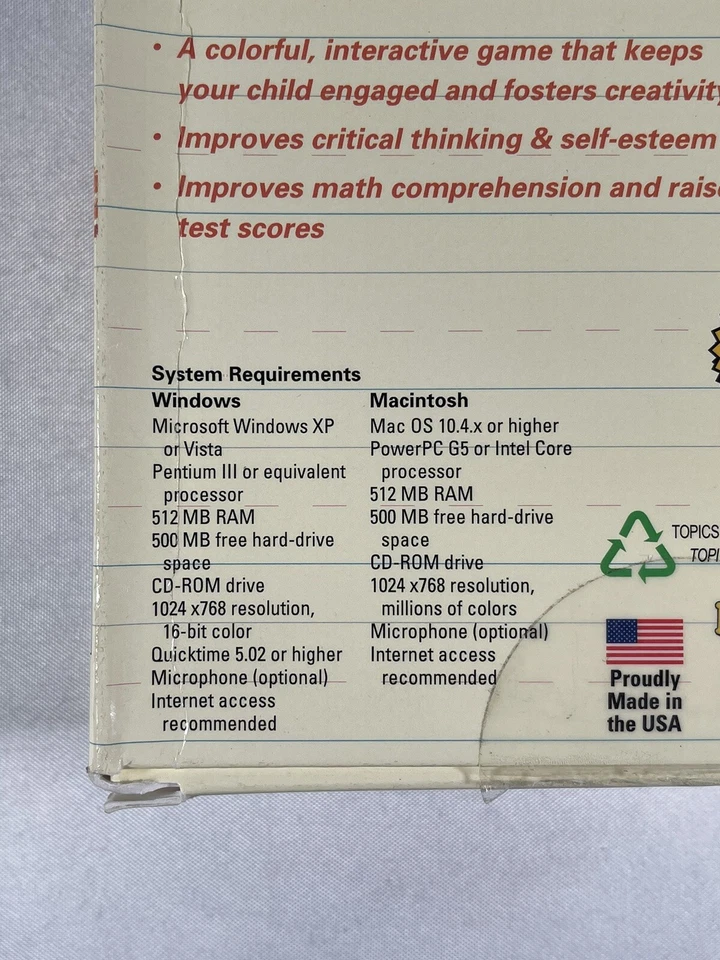 • A colorful, interactive game that keeps
your child engaged and fosters creativity
• Improves critical thinking & self-esteem
• Improves math comprehension and
test scores
System Requirements
Windows
Microsoft Windows XP
or Vista
Pentium III or equivalent
processor
512 MB RAM
500 MB free hard-drive
space
CD-ROM drive
1024 x768 resolution,
16-bit color
Quicktime 5.02 or higher
Microphone (optional)
Internet access
recommended
Macintosh
Mac OS 10.4.x or higher
PowerPC G5 or Intel Core
processor
512 MB RAM
500 MB free hard-drive
space
CD-ROM drive
1024 x768 resolution,
millions of colors
Microphone (optional)
Internet access
recommended
TOPICS
Proudly
Made in
the USA